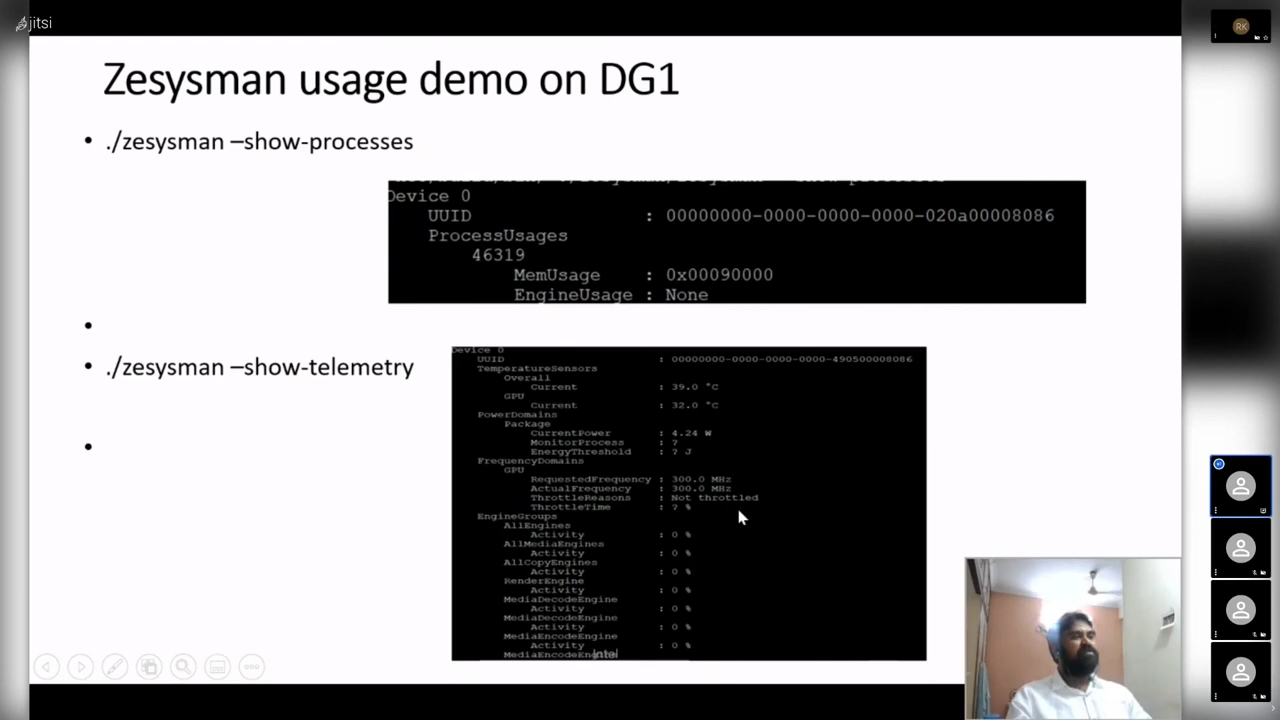 jitsi
RK
Zesysman usage demo on DG1
• ./zesysman –show-processes
Device 0
UUID : 00000000-0000-0000-0000-020a00008086
ProcessUsages
46319
MemUsage : 0x00090000
EngineUsage : None
• ./zesysman –show-telemetry
Device 0
UUID : 00000000-0000-0000-0000-490500008086
TemperatureSensors
Overall
Current : 39.0 °C
GPU
Current : 32.0 °C
PowerDomains
Package
CurrentPower : 4.24 W
MonitorProcess : ?
EnergyThreshold : ? J
FrequencyDomains
GPU
RequestedFrequency : 300.0 MHz
ActualFrequency : 300.0 MHz
ThrottleReasons : Not throttled
ThrottleTime : ? %
EngineGroups
AllEngines
Activity : 0 %
AllMediaEngines
Activity : 0 %
AllCopyEngines
Activity : 0 %
RenderEngine
Activity : 0 %
MediaDecodeEngine
Activity : 0 %
MediaDecodeEngine
Activity : 0 %
MediaEncodeEngine
Activity : 0 %
MediaEncodeEngine
Intel